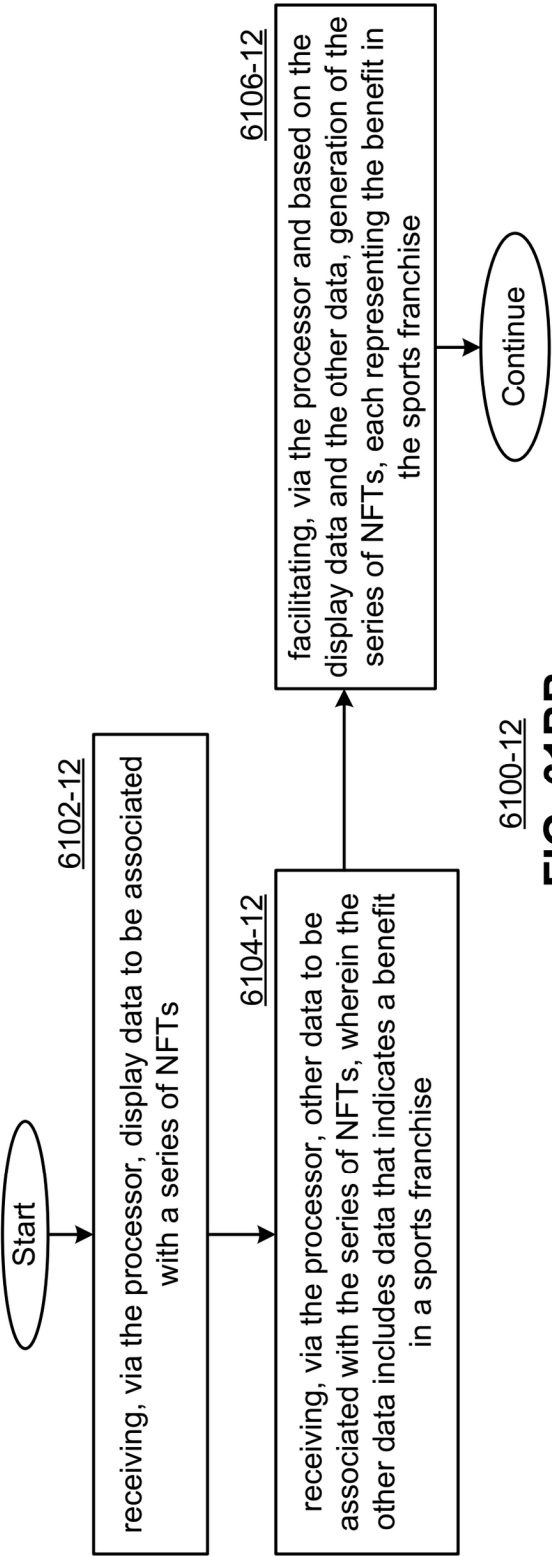 Start
6102-12
receiving, via the processor, display data to be associated
with a series of NFTs
6104-12
receiving, via the processor, other data to be
associated with the series of NFTs, wherein the
other data includes data that indicates a benefit
in a sports franchise
6106-12
facilitating, via the processor and based on the
display data and the other data, generation of the
series of NFTs, each representing the benefit in
the sports franchise
Continue
6100-12
FIG.